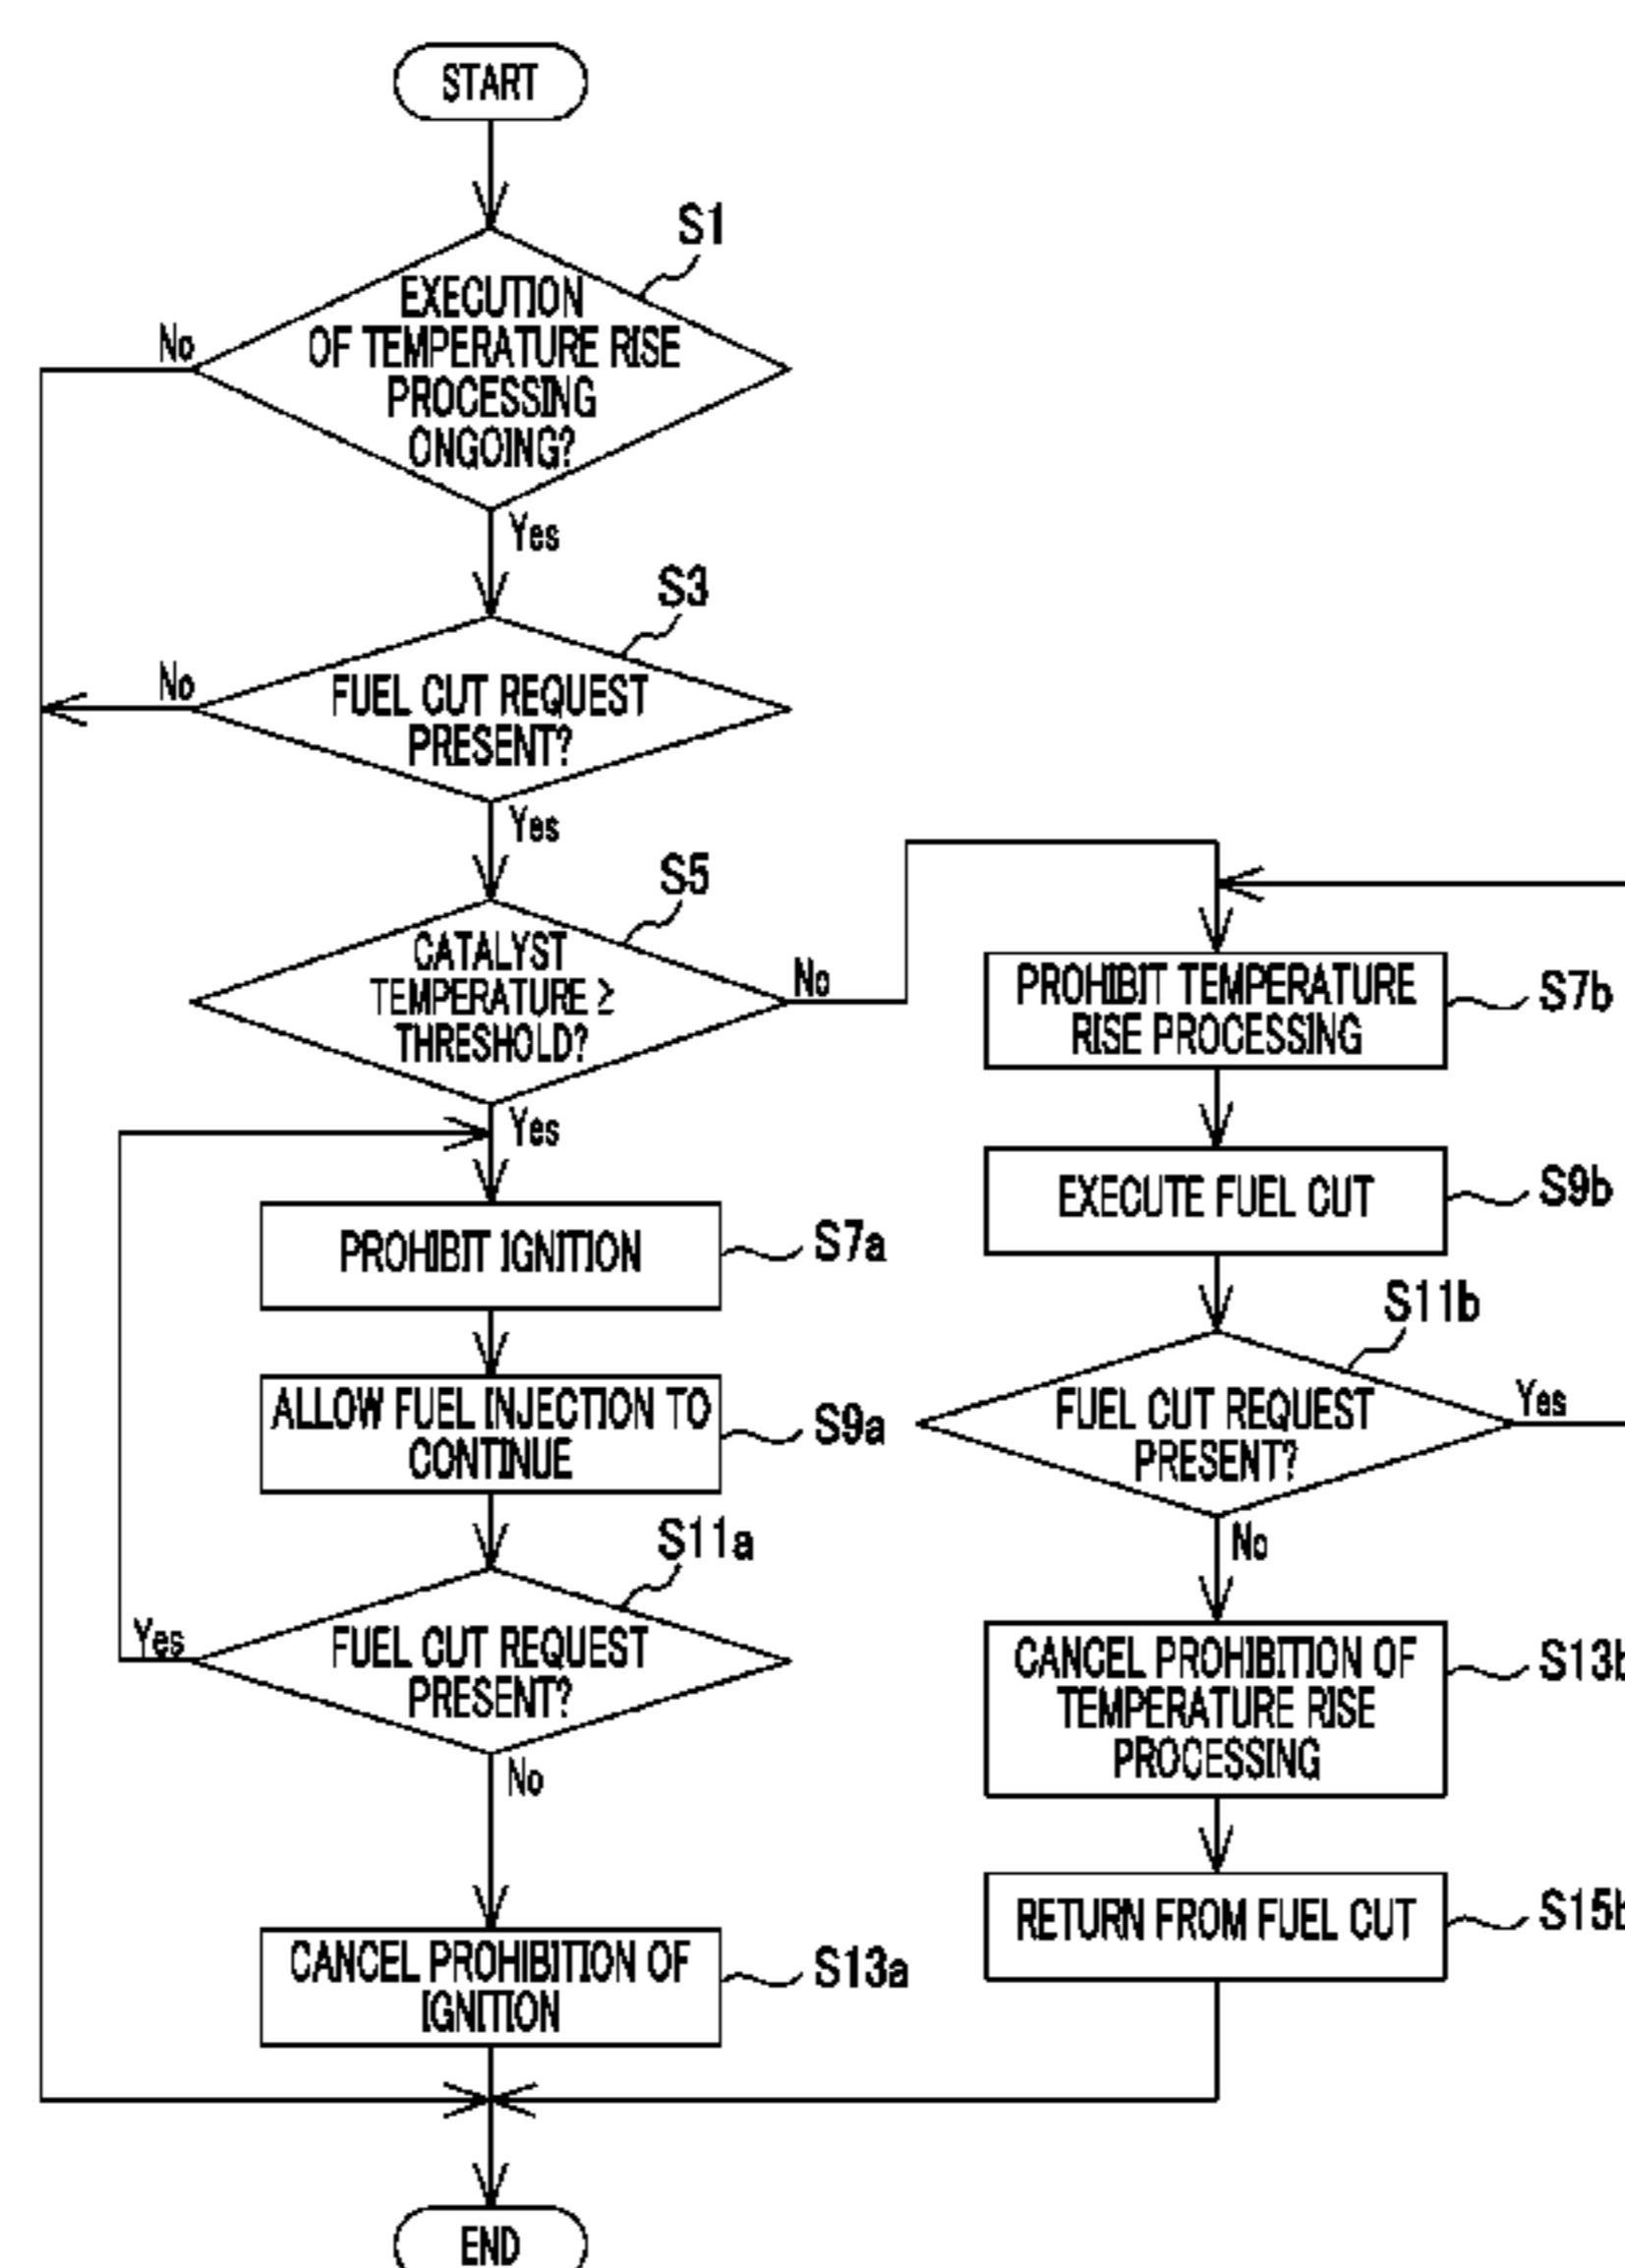 START
S1
EXECUTION
OF TEMPERATURE RISE
PROCESSING
ONGOING?
No
Yes
S3
FUEL CUT REQUEST
PRESENT?
No
Yes
S5
CATALYST
TEMPERATURE ≥
THRESHOLD?
No
Yes
PROHIBIT IGNITION
S7a
ALLOW FUEL INJECTION TO
CONTINUE
S9a
S11a
FUEL CUT REQUEST
PRESENT?
Yes
No
CANCEL PROHIBITION OF
IGNITION
S13a
PROHIBIT TEMPERATURE
RISE PROCESSING
S7b
EXECUTE FUEL CUT
S9b
S11b
FUEL CUT REQUEST
PRESENT?
Yes
No
CANCEL PROHIBITION OF
TEMPERATURE RISE
PROCESSING
S13b
RETURN FROM FUEL CUT
S15b
END